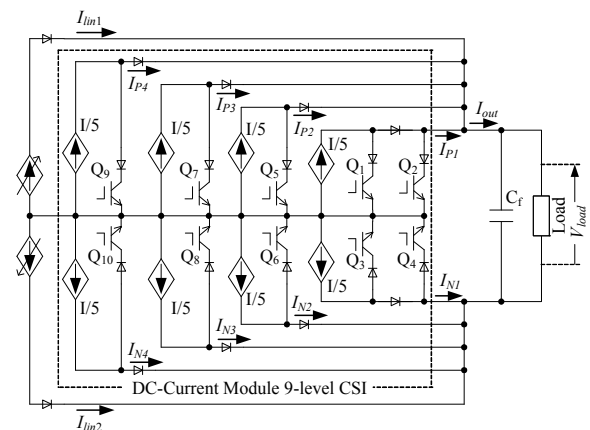 I_lin1
I_P4
I_P3
I_P2
I_out
I_P1
I/5 I/5 I/5 I/5
Q9 Q7 Q5 Q1 Q2
C_f
Load
V_load
Q10 Q8 Q6 Q3 Q4
I/5 I/5 I/5 I/5
I_N1
I_N2
I_N3
I_N4
DC-Current Module 9-level CSI
I_lin2